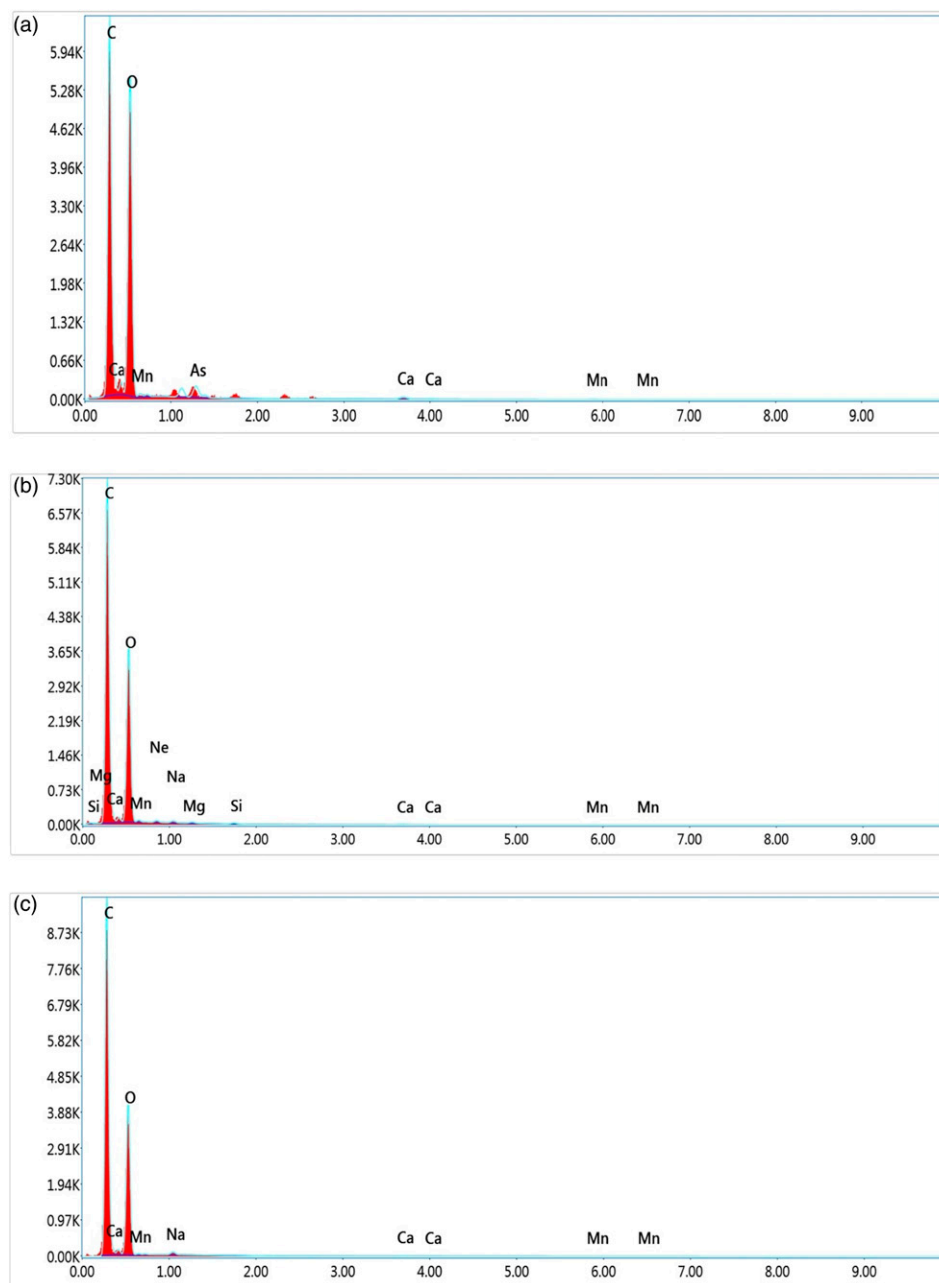 (a)
C
5.94K
5.28K
O
4.62K
3.96K
3.30K
2.64K
1.98K
1.32K
0.66K
Ca Mn As Ca Ca Mn Mn
0.00K
0.00 1.00 2.00 3.00 4.00 5.00 6.00 7.00 8.00 9.00
(b)
7.30K
C
6.57K
5.84K
5.11K
4.38K
3.65K
O
2.92K
2.19K
1.46K
Ne
Mg Na
0.73K
Si Ca Mn Mg Si Ca Ca Mn Mn
0.00K
0.00 1.00 2.00 3.00 4.00 5.00 6.00 7.00 8.00 9.00
(c)
C
8.73K
7.76K
6.79K
5.82K
4.85K
O
3.88K
2.91K
1.94K
0.97K
Ca Mn Na Ca Ca Mn Mn
0.00K
0.00 1.00 2.00 3.00 4.00 5.00 6.00 7.00 8.00 9.00